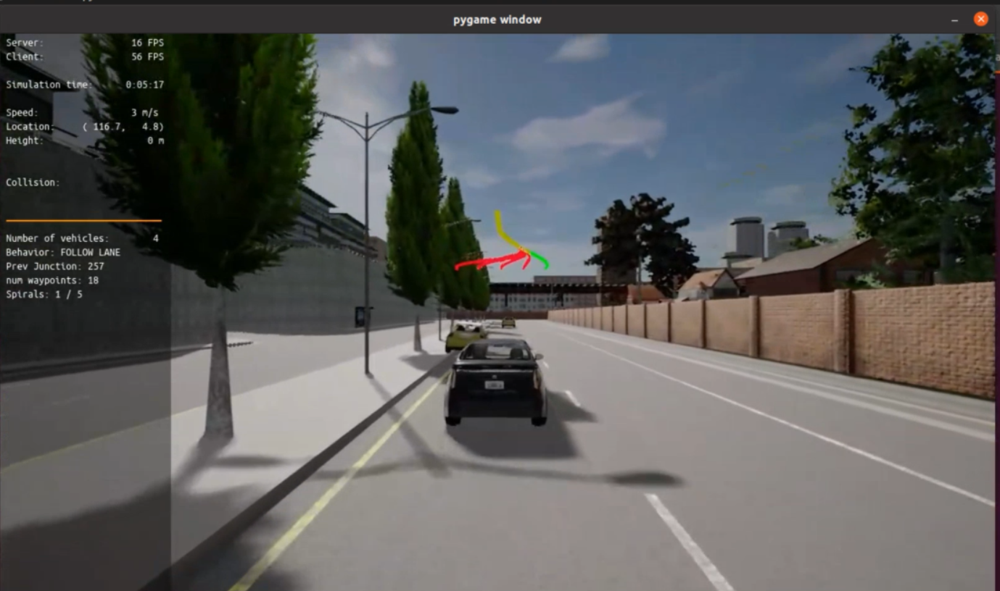 pygame window
Server: 16 FPS
Client: 56 FPS
Simulation time: 0:05:17
Speed: 3 m/s
Location: ( 116.7, 4.8)
Height: 0 m
Collision:
Number of vehicles: 4
Behavior: FOLLOW LANE
Prev Junction: 257
num waypoints: 18
Spirals: 1 / 5